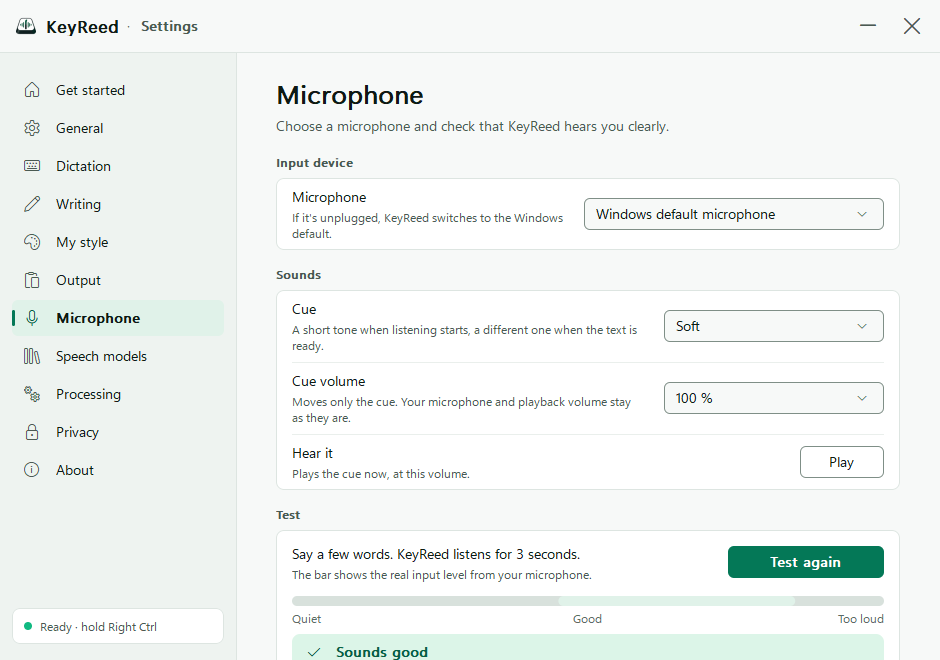 KeyReed · Settings
Get started
General
Dictation
Writing
My style
Output
Microphone
Speech models
Processing
Privacy
About
Ready · hold Right Ctrl
Microphone
Choose a microphone and check that KeyReed hears you clearly.
Input device
Microphone
If it's unplugged, KeyReed switches to the Windows
default.
Windows default microphone
Sounds
Cue
A short tone when listening starts, a different one when the text is
ready.
Soft
Cue volume
Moves only the cue. Your microphone and playback volume stay
as they are.
100 %
Hear it
Plays the cue now, at this volume.
Play
Test
Say a few words. KeyReed listens for 3 seconds.
The bar shows the real input level from your microphone.
Test again
Quiet Good Too loud
Sounds good